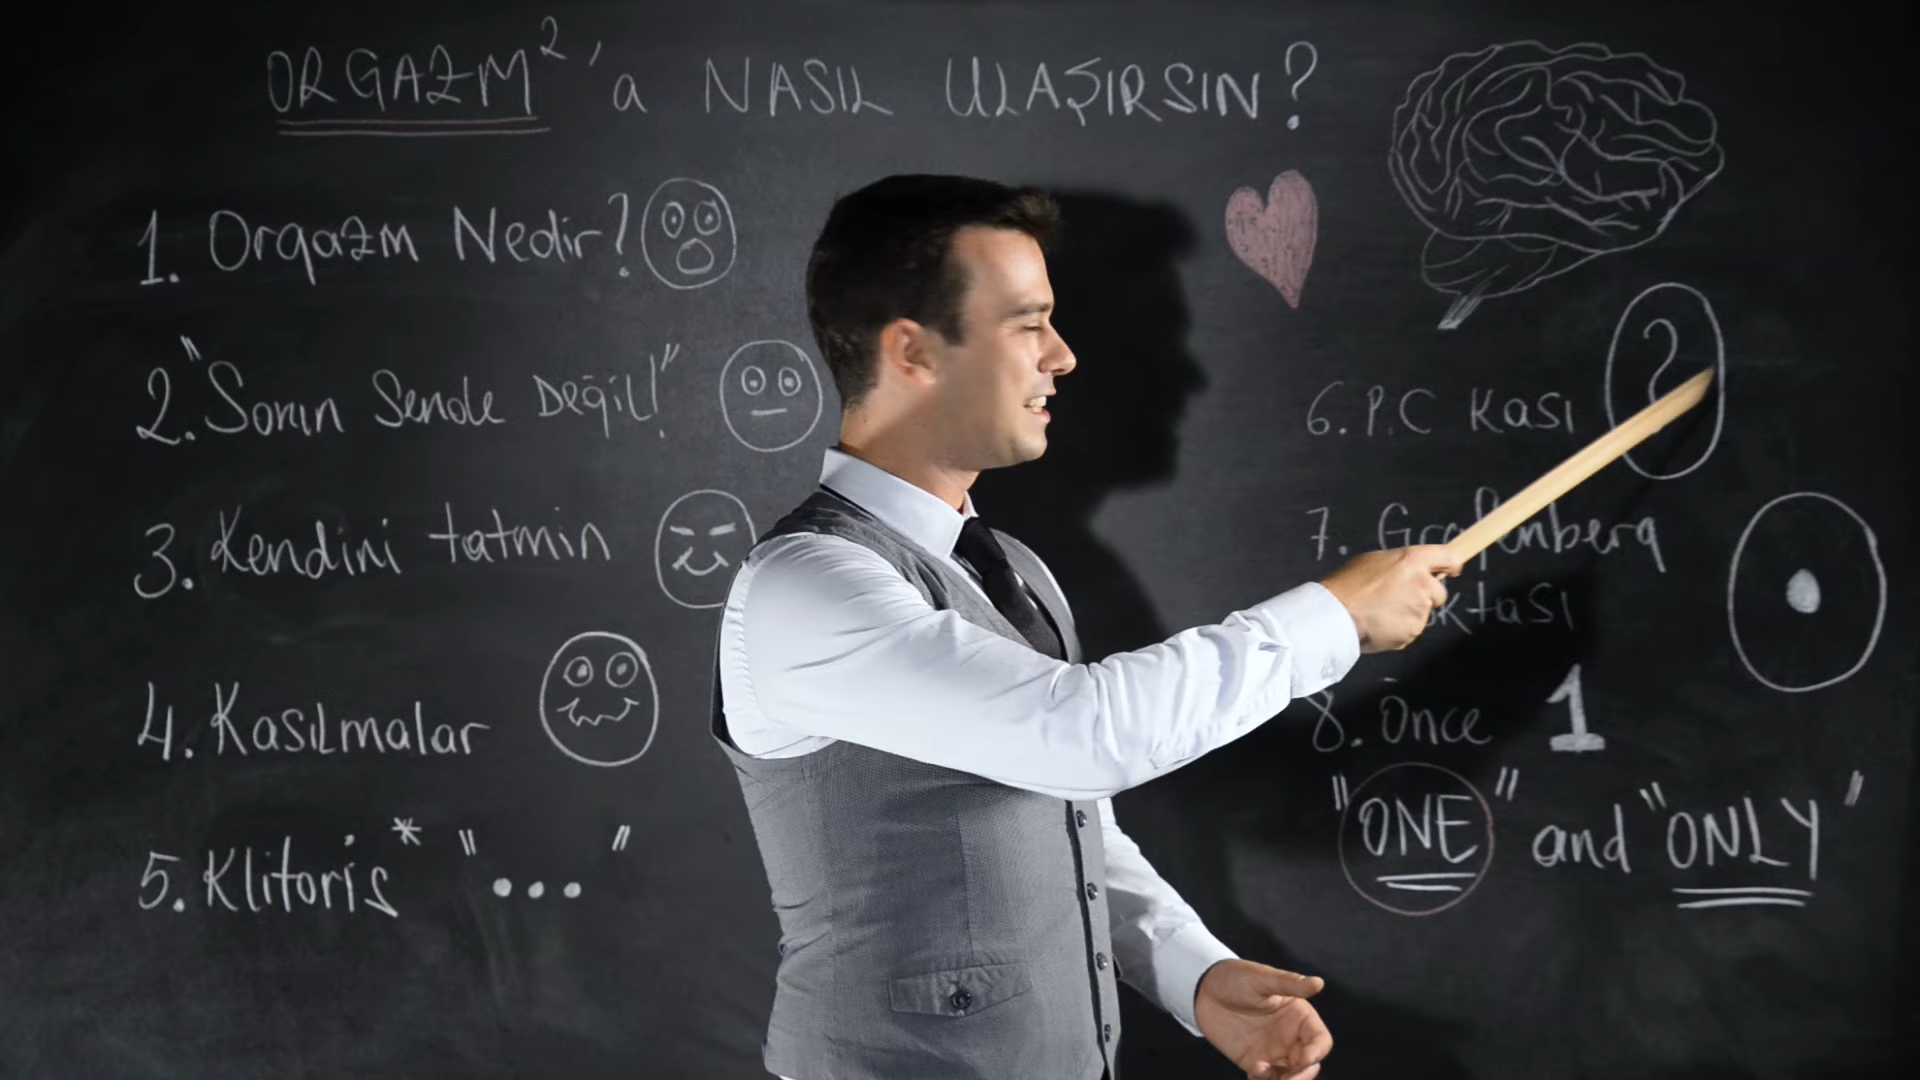 ORGAZM²'a NASIL ULAŞIRSIN?
1. Orgazm Nedir?
2. "Sorun Sende Değil!"
3. Kendini tatmin
4. Kasılmalar
5. Klitoris* "..."
6. P.C Kası
?
7. Grafenberg
8. Önce 1
"ONE" and "ONLY"